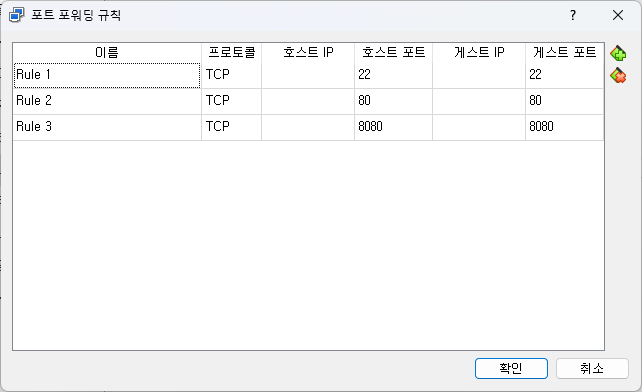 포트 포워딩 규칙
이름 프로토콜 호스트 IP 호스트 포트 게스트 IP 게스트 포트
Rule 1 TCP 22 22
Rule 2 TCP 80 80
Rule 3 TCP 8080 8080
확인 취소